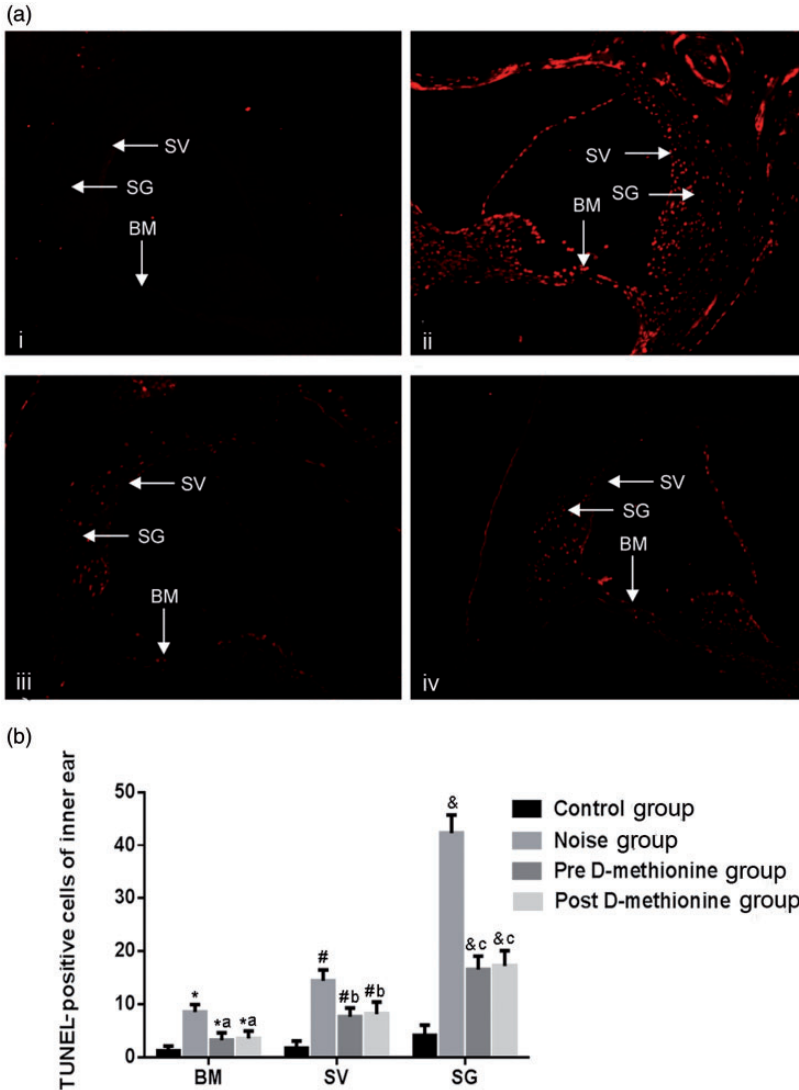 (a)
SV
SG
BM
i
SV
SG
BM
ii
SV
SG
BM
iii
SV
SG
BM
iv
(b)
TUNEL-positive cells of inner ear
50
40
30
20
10
0
*
*a
*a
#
#b
#b
&
&c
&c
BM
SV
SG
Control group
Noise group
Pre D-methionine group
Post D-methionine group